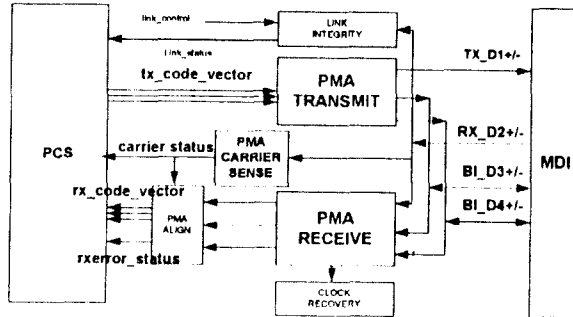 link_control
LINK
INTEGRITY
Link_status
TX_D1+/-
tx_code_vector
PMA
TRANSMIT
RX_D2+/-
PCS
carrier status
PMA
CARRIER
SENSE
MDI
BI_D3+/-
rx_code_vector
PMA
ALIGN
PMA
RECEIVE
BI_D4+/-
rxerror_status
CLOCK
RECOVERY